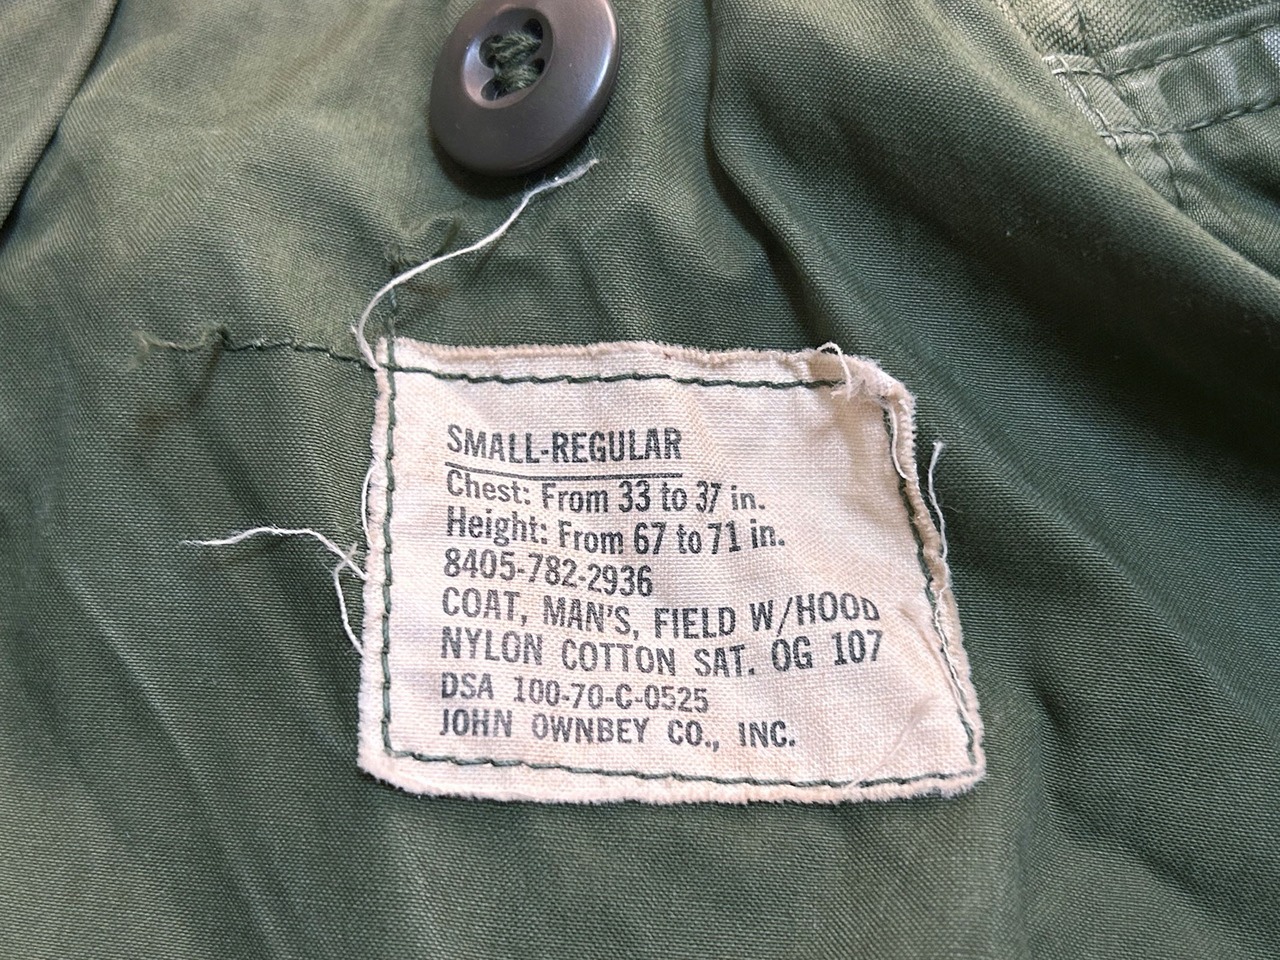 SMALL-REGULAR
Chest: From 33 to 37 in.
Height: From 67 to 71 in.
8405-782-2936
COAT, MAN'S, FIELD W/HOOD
NYLON COTTON SAT. OG 107
DSA 100-70-C-0525
JOHN OWNBEY CO., INC.